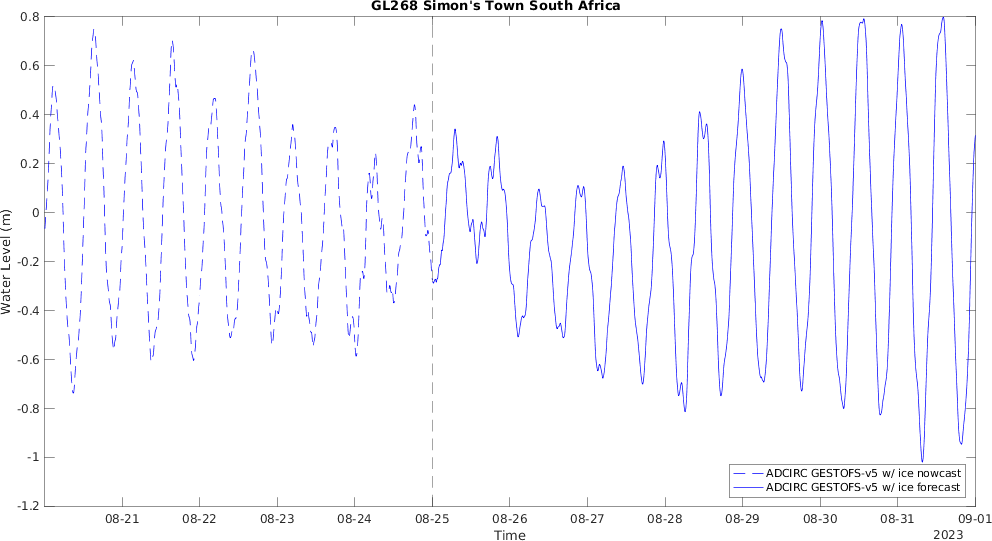 GL268 Simon's Town South Africa
0.8
0.6
0.4
0.2
0
-0.2
-0.4
-0.6
-0.8
-1
-1.2
Water Level (m)
ADCIRC GESTOFS-v5 w/ ice nowcast
ADCIRC GESTOFS-v5 w/ ice forecast
08-21 08-22 08-23 08-24 08-25 08-26 08-27 08-28 08-29 08-30 08-31 09-01
Time
2023